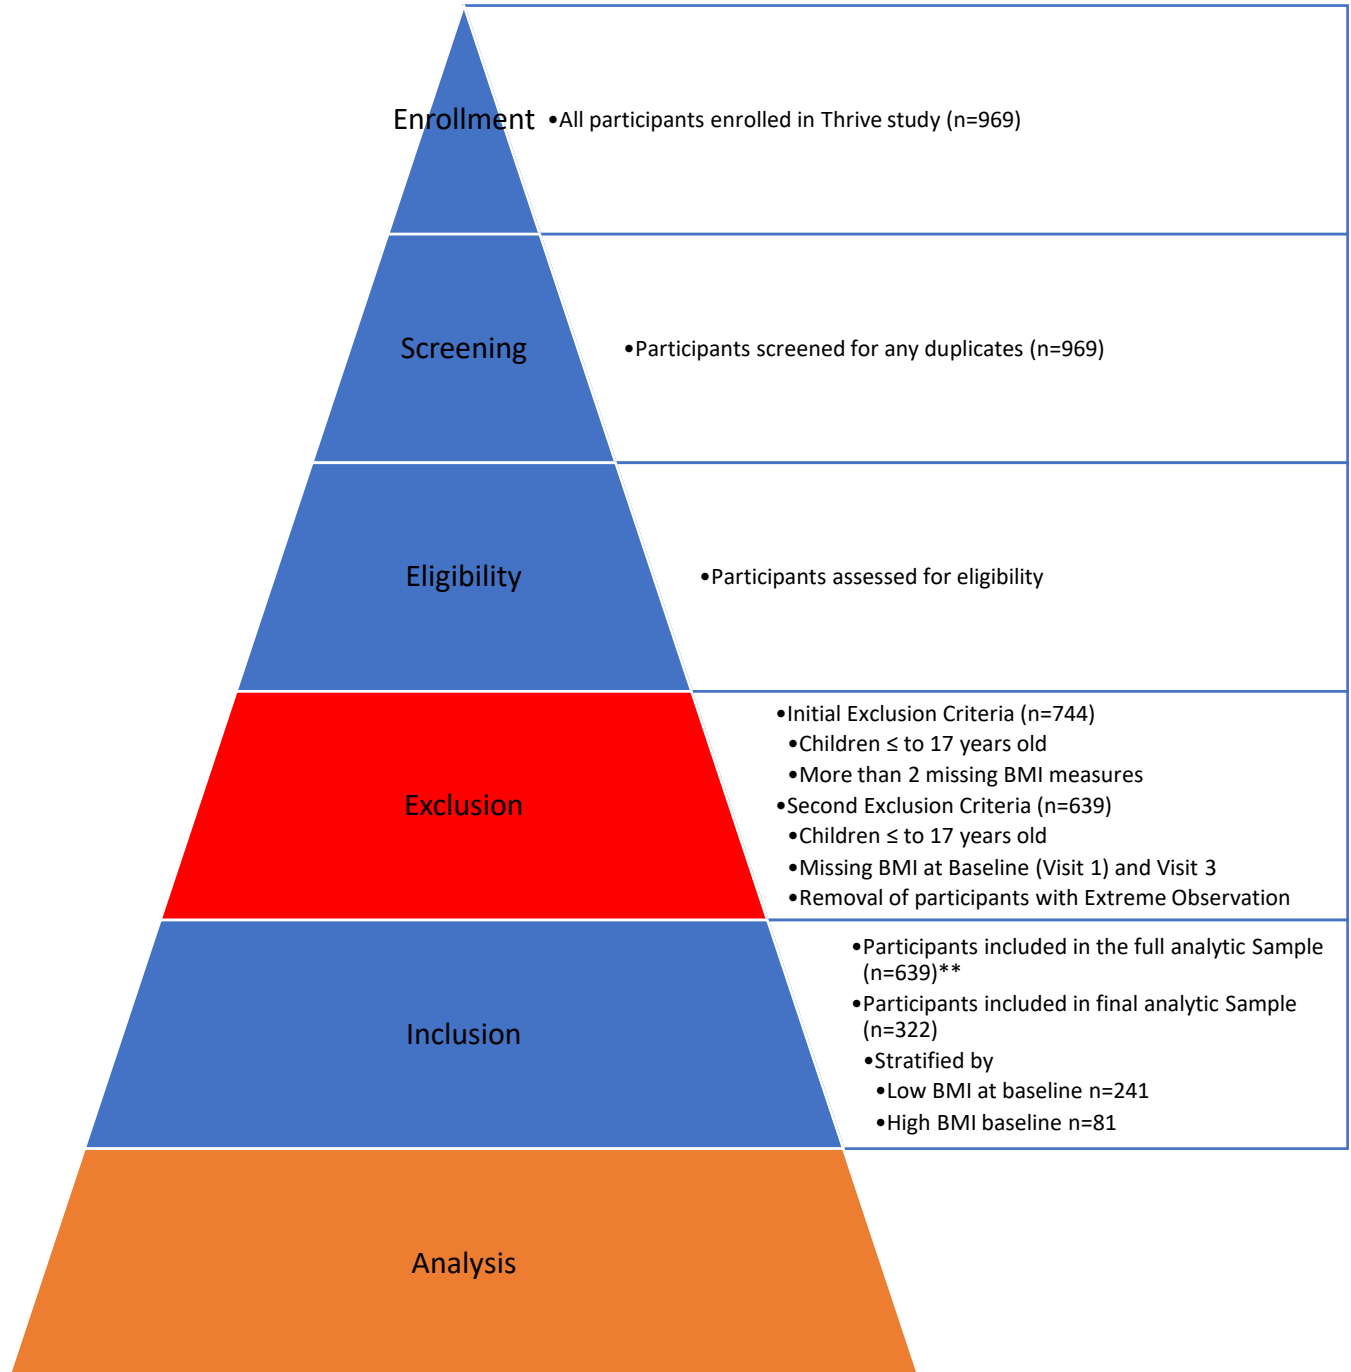 Enrollment
•All participants enrolled in Thrive study (n=969)
Screening
•Participants screened for any duplicates (n=969)
Eligibility
•Participants assessed for eligibility
Exclusion
•Initial Exclusion Criteria (n=744)
•Children ≤ to 17 years old
•More than 2 missing BMI measures
•Second Exclusion Criteria (n=639)
•Children ≤ to 17 years old
•Missing BMI at Baseline (Visit 1) and Visit 3
•Removal of participants with Extreme Observation
Inclusion
•Participants included in the full analytic Sample
(n=639)**
•Participants included in final analytic Sample
(n=322)
•Stratified by
•Low BMI at baseline n=241
•High BMI baseline n=81
Analysis